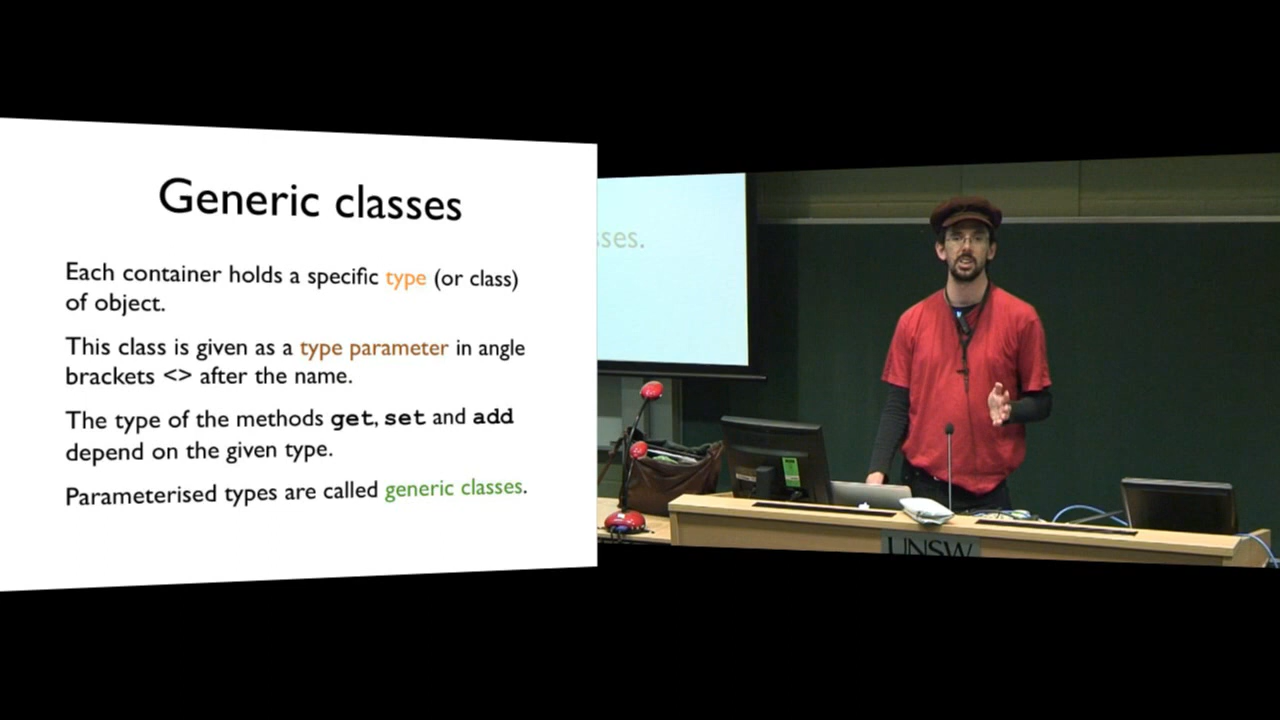 Generic classes
Each container holds a specific type (or class)
of object.
This class is given as a type parameter in angle
brackets <> after the name.
The type of the methods get, set and add
depend on the given type.
Parameterised types are called generic classes.
sses.
UNSW